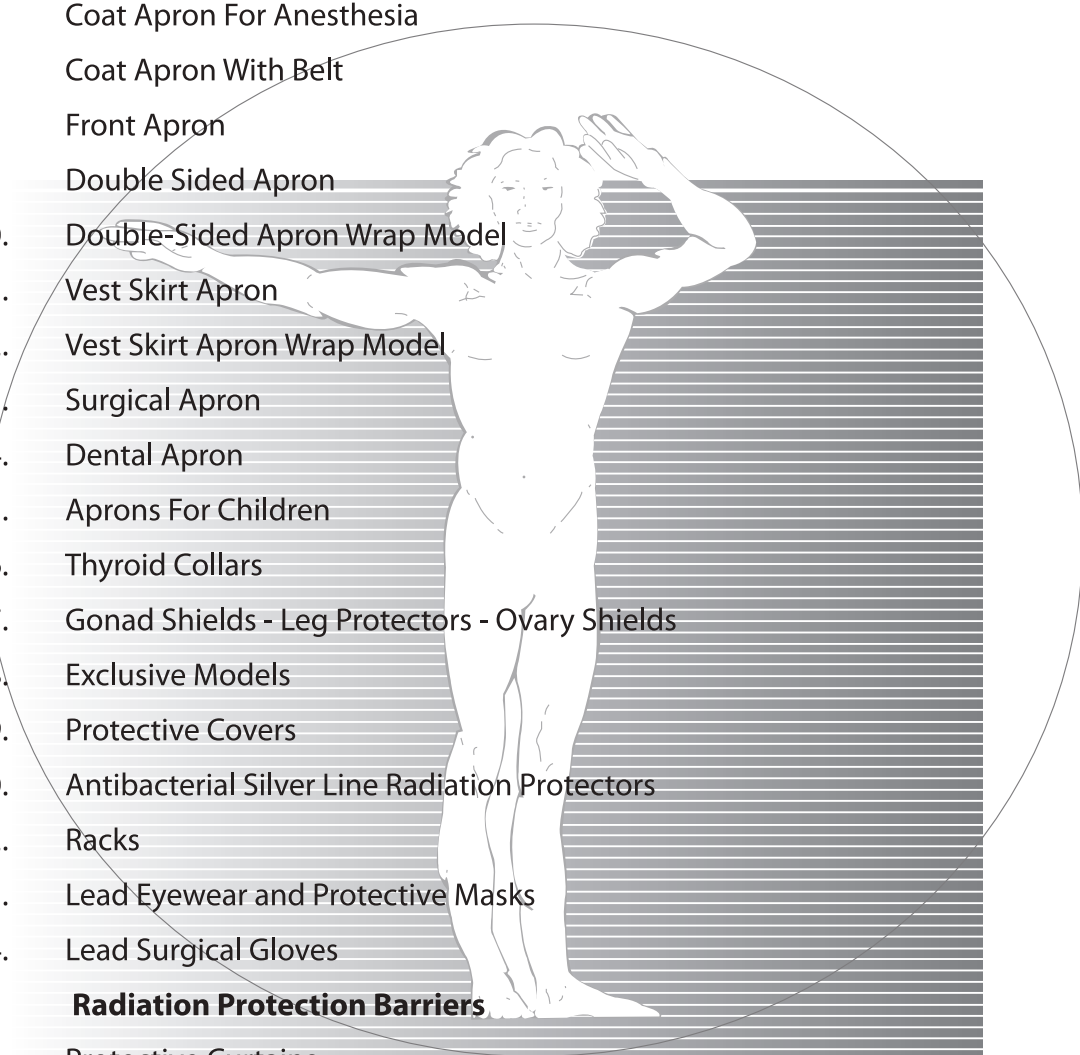 Coat Apron For Anesthesia
Coat Apron With Belt
Front Apron
Double Sided Apron
Double-Sided Apron Wrap Model
Vest Skirt Apron
Vest Skirt Apron Wrap Model
Surgical Apron
Dental Apron
Aprons For Children
Thyroid Collars
Gonad Shields - Leg Protectors - Ovary Shields
Exclusive Models
Protective Covers
Antibacterial Silver Line Radiation Protectors
Racks
Lead Eyewear and Protective Masks
Lead Surgical Gloves
Radiation Protection Barriers